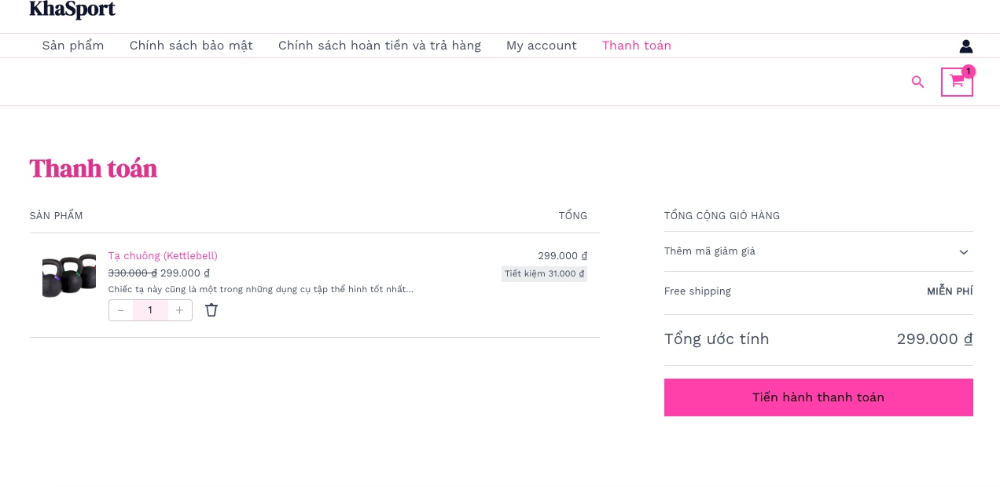 KhaSport
Sản phẩm Chính sách bảo mật Chính sách hoàn tiền và trả hàng My account Thanh toán
1
Thanh toán
SẢN PHẨM TỔNG
Tạ chuông (Kettlebell) 299.000 ₫
330.000 ₫ 299.000 ₫ Tiết kiệm 31.000 ₫
Chiếc tạ này cũng là một trong những dụng cụ tập thể hình tốt nhất…
− 1 +
TỔNG CỘNG GIỎ HÀNG
Thêm mã giảm giá
Free shipping MIỄN PHÍ
Tổng ước tính 299.000 ₫
Tiến hành thanh toán